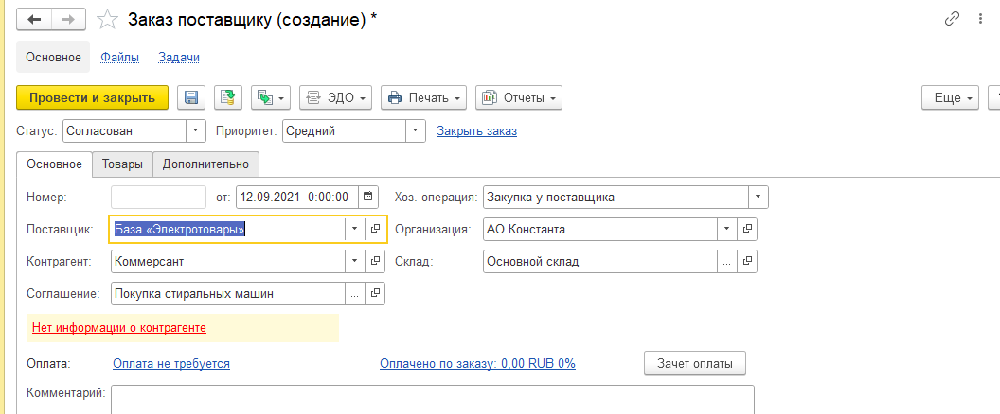 Заказ поставщику (создание) *
Основное Файлы Задачи
Провести и закрыть ЭДО Печать Отчеты Еще
Статус: Согласован Приоритет: Средний Закрыть заказ
Основное Товары Дополнительно
Номер: от: 12.09.2021 0:00:00 Хоз. операция: Закупка у поставщика
Поставщик: База «Электротовары» Организация: АО Константа
Контрагент: Коммерсант Склад: Основной склад
Соглашение: Покупка стиральных машин
Нет информации о контрагенте
Оплата: Оплата не требуется Оплачено по заказу: 0,00 RUB 0% Зачет оплаты
Комментарий: